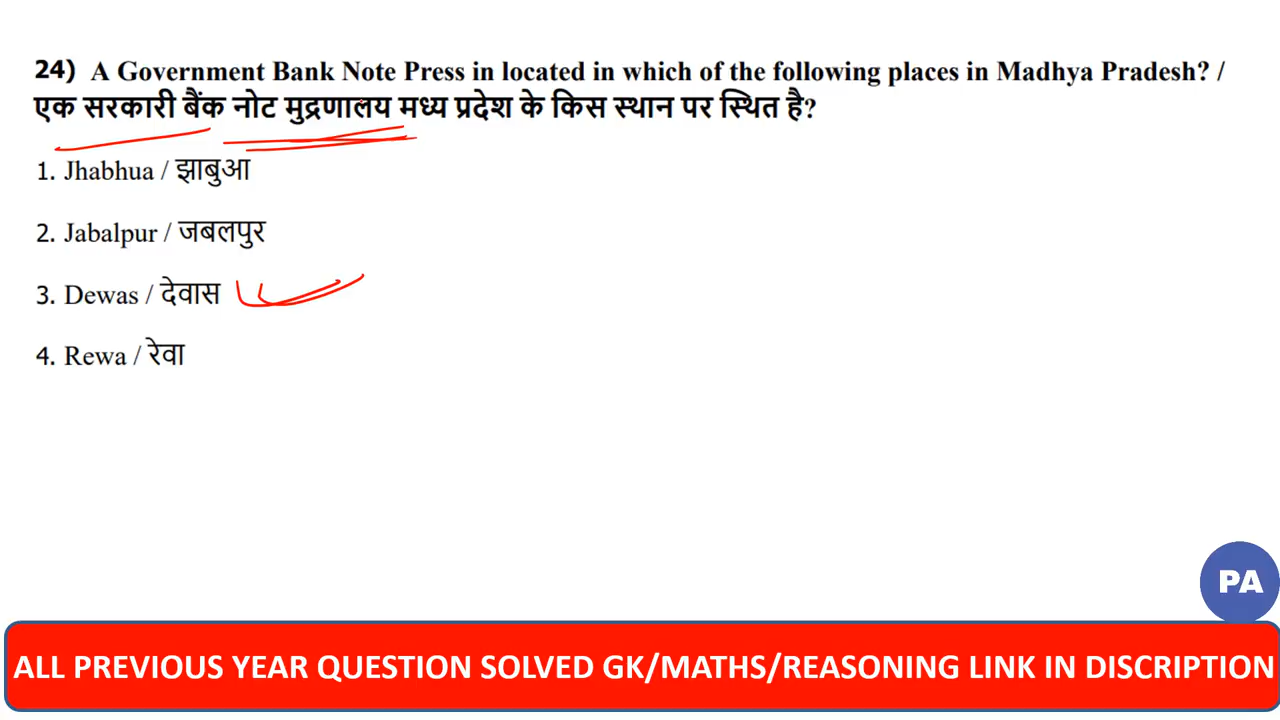 24) A Government Bank Note Press in located in which of the following places in Madhya Pradesh? /
एक सरकारी बैंक नोट मुद्रणालय मध्य प्रदेश के किस स्थान पर स्थित है?
1. Jhabhua / झाबुआ
2. Jabalpur / जबलपुर
3. Dewas / देवास
4. Rewa / रेवा
PA
ALL PREVIOUS YEAR QUESTION SOLVED GK/MATHS/REASONING LINK IN DISCRIPTION